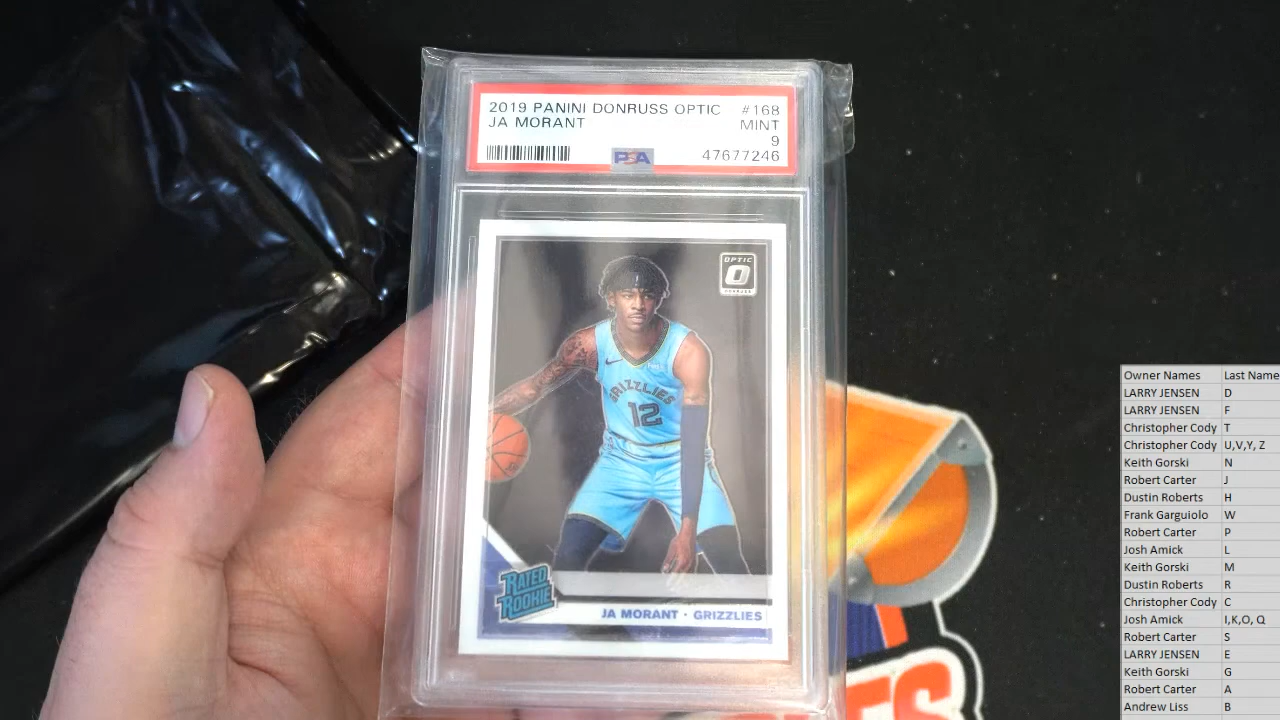 2019 PANINI DONRUSS OPTIC #168
JA MORANT MINT
9
PSA 47677246
OPTIC
O
DONRUSS
GRIZZLIES
12
RATED
ROOKIE
JA MORANT · GRIZZLIES
Owner Names Last Name
LARRY JENSEN D
LARRY JENSEN F
Christopher Cody T
Christopher Cody U,V,Y, Z
Keith Gorski N
Robert Carter J
Dustin Roberts H
Frank Garguiolo W
Robert Carter P
Josh Amick L
Keith Gorski M
Dustin Roberts R
Christopher Cody C
Josh Amick I,K,O, Q
Robert Carter S
LARRY JENSEN E
Keith Gorski G
Robert Carter A
Andrew Liss B